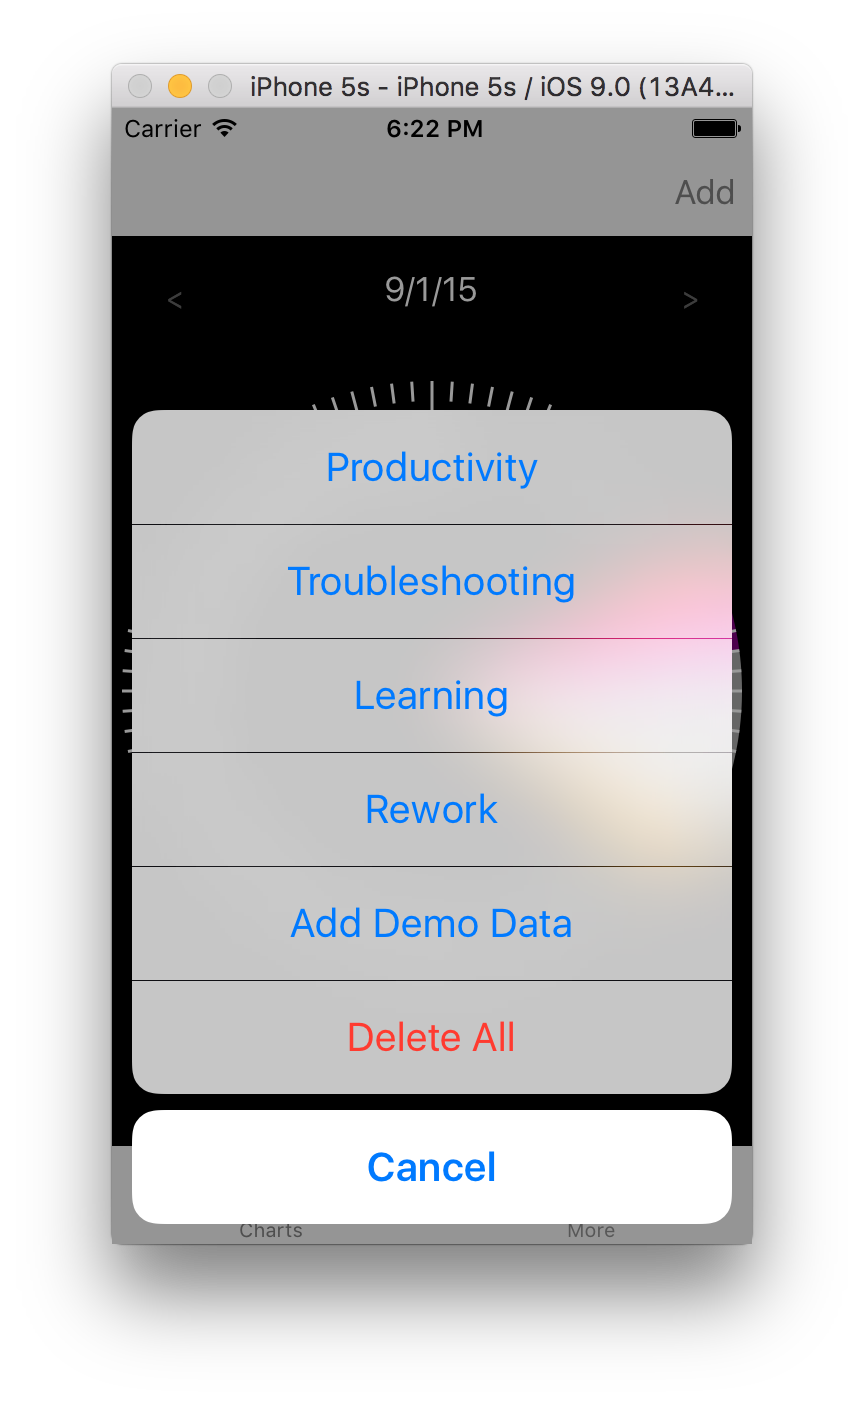 iPhone 5s - iPhone 5s / iOS 9.0 (13A4...
Carrier 6:22 PM
Add
< 9/1/15 >
Productivity
Troubleshooting
Learning
Rework
Add Demo Data
Delete All
Cancel
Charts More